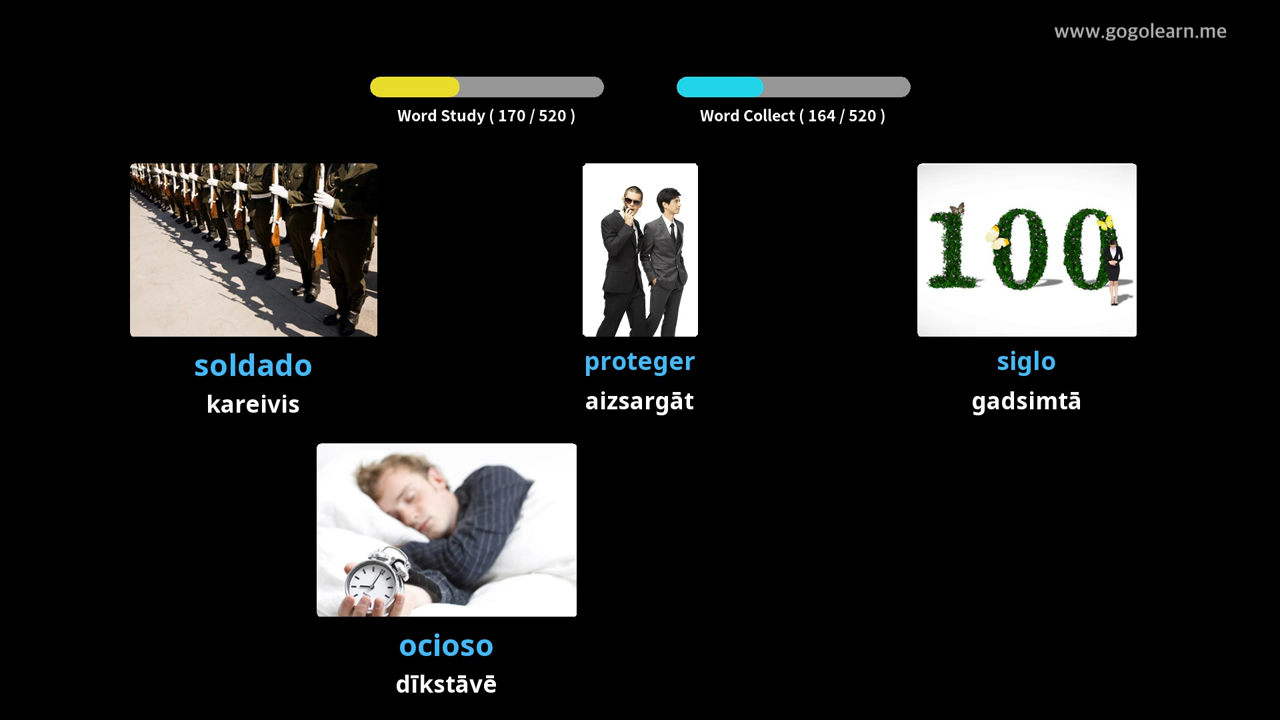 www.gogolearn.me
Word Study ( 170 / 520 )
Word Collect ( 164 / 520 )
100
soldado
kareivis
proteger
aizsargāt
siglo
gadsimtā
ocioso
dīkstāvē